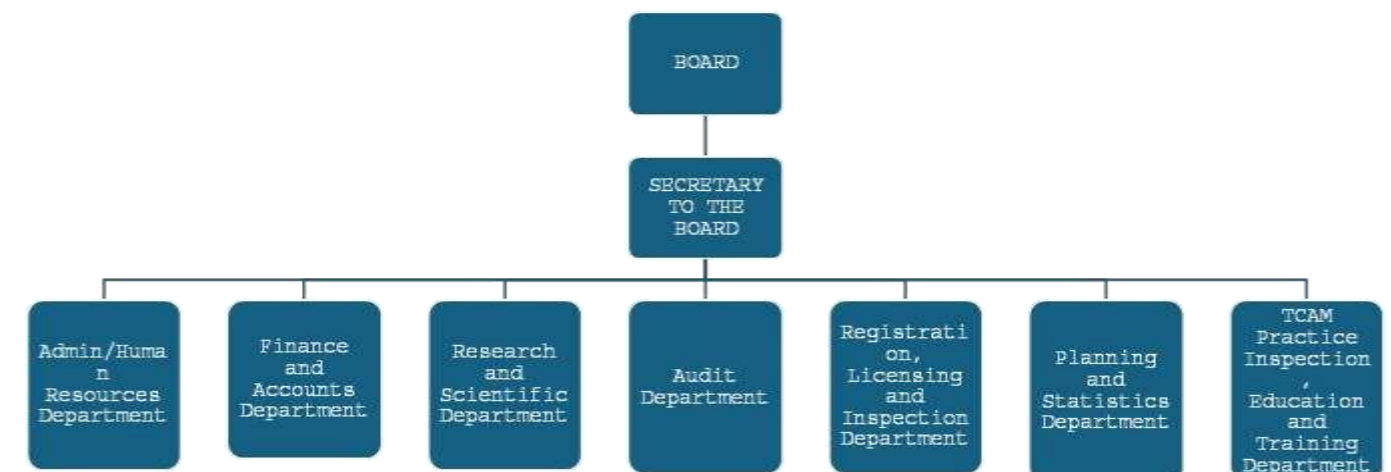 BOARD
SECRETARY
TO THE
BOARD
Admin/Huma
n
Resources
Department
Finance
and
Accounts
Department
Research
and
Scientific
Department
Audit
Department
Registrati
on,
Licensing
and
Inspection
Department
Planning
and
Statistics
Department
TCAM
Practice
Inspection
,
Education
and
Training
Department